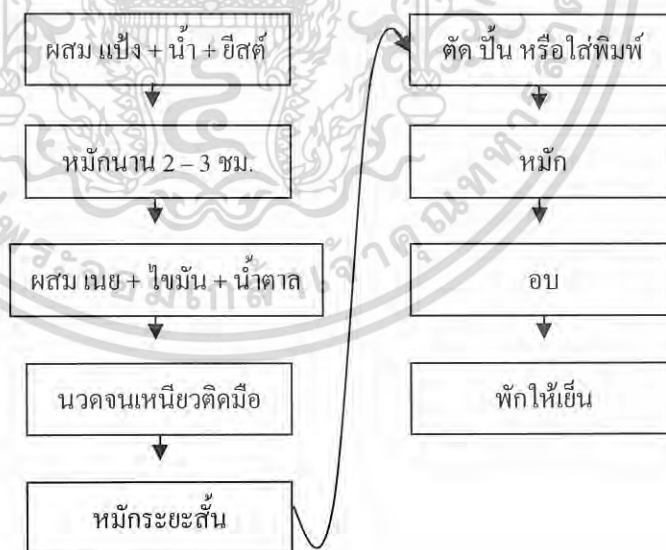 ผสม แป้ง + น้ำ + ยีสต์
หมักนาน 2 – 3 ชม.
ผสม เนย + ไขมัน + น้ำตาล
นวดจนเหนียวติดมือ
หมักระยะสั้น
ตัด ปั้น หรือใส่พิมพ์
หมัก
อบ
พักให้เย็น